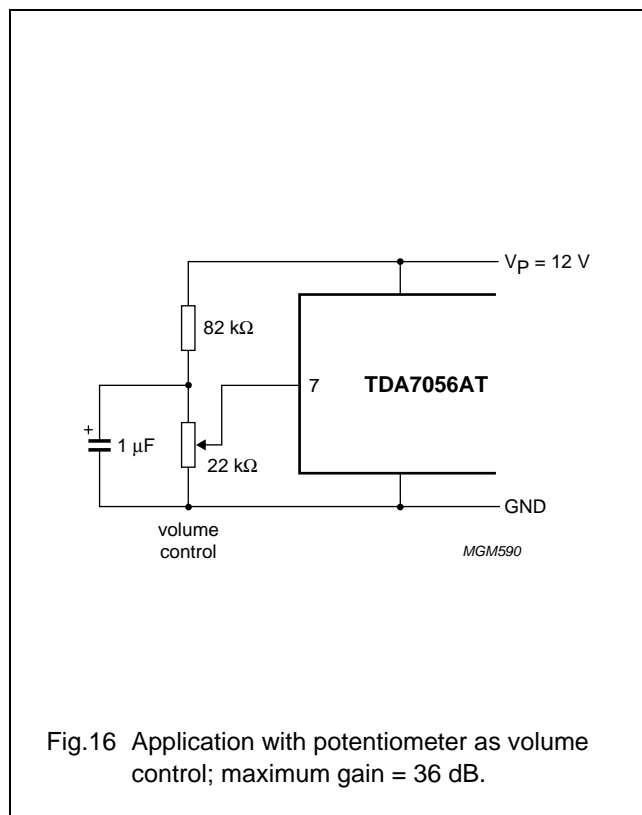 VP = 12 V
82 kΩ
7
TDA7056AT
+
1 μF
22 kΩ
GND
volume
control
MGM590
Fig.16 Application with potentiometer as volume
control; maximum gain = 36 dB.